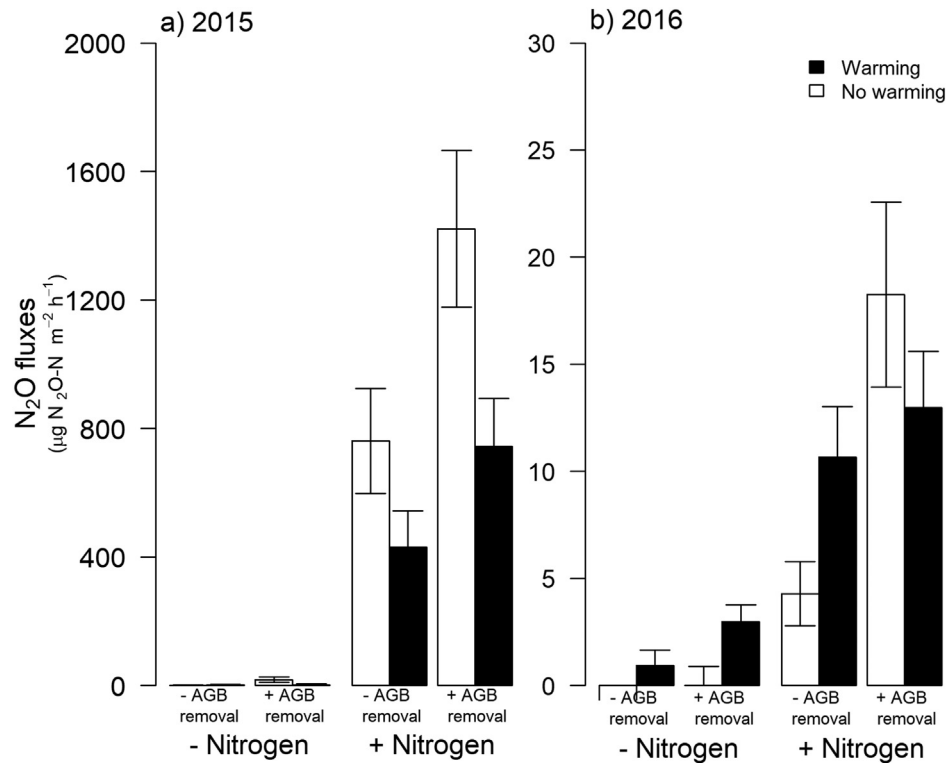 a) 2015
2000
1600
1200
800
400
0
N₂O fluxes
(µg N₂O–N m⁻² h⁻¹)
- AGB removal
+ AGB removal
- AGB removal
+ AGB removal
- Nitrogen
+ Nitrogen
b) 2016
30
25
20
15
10
5
0
Warming
No warming
- AGB removal
+ AGB removal
- AGB removal
+ AGB removal
- Nitrogen
+ Nitrogen